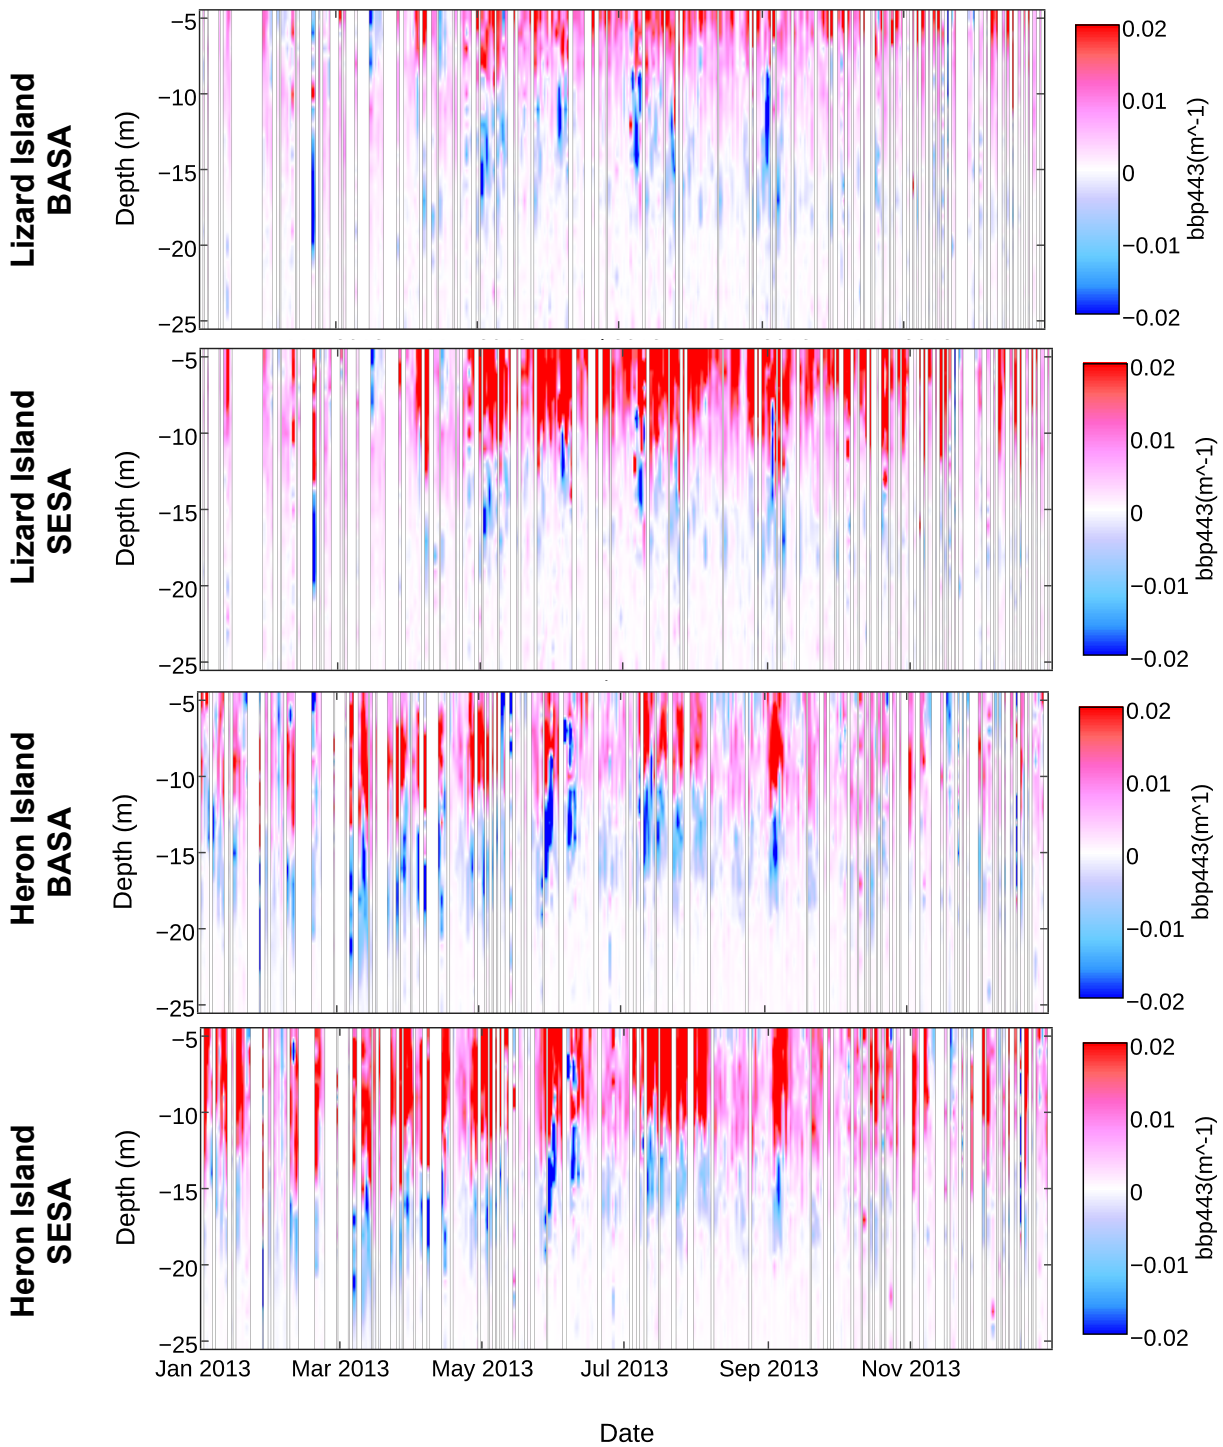 Lizard Island
BASA
Depth (m)
−5
−10
−15
−20
−25
0.02
0.01
0
−0.01
−0.02
bbp443(m^-1)
Lizard Island
SESA
Depth (m)
−5
−10
−15
−20
−25
0.02
0.01
0
−0.01
−0.02
bbp443(m^-1)
Heron Island
BASA
Depth (m)
−5
−10
−15
−20
−25
0.02
0.01
0
−0.01
−0.02
bbp443(m^1)
Heron Island
SESA
Depth (m)
−5
−10
−15
−20
−25
0.02
0.01
0
−0.01
−0.02
bbp443(m^-1)
Jan 2013 Mar 2013 May 2013 Jul 2013 Sep 2013 Nov 2013
Date